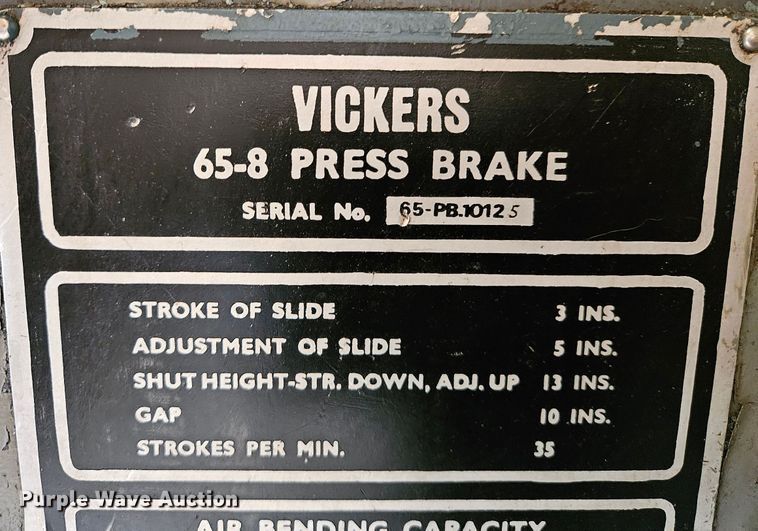 VICKERS
65-8 PRESS BRAKE
SERIAL No. 65-PB.10125
STROKE OF SLIDE 3 INS.
ADJUSTMENT OF SLIDE 5 INS.
SHUT HEIGHT-STR. DOWN, ADJ. UP 13 INS.
GAP 10 INS.
STROKES PER MIN. 35
Purple Wave Auction
AIR BENDING CAPACITY